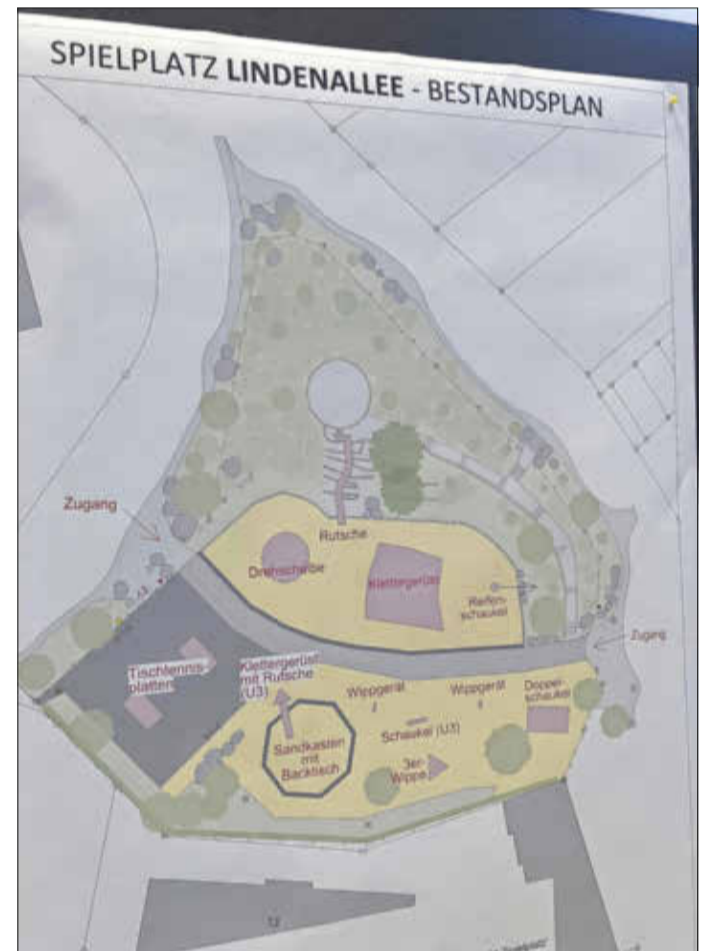 SPIELPLATZ LINDENALLEE - BESTANDSPLAN
Zugang
Rutsche
Drehscheibe
Klettergerüst
Reifen-
schaukel
Zugang
Tischtennis-
platten
Klettergerüst
mit Rutsche
(U3)
Wippgerät
Wippgerät
Doppel-
schaukel
Schaukel (U3)
Sandkasten
mit
Backtisch
3er-
Wippe
12